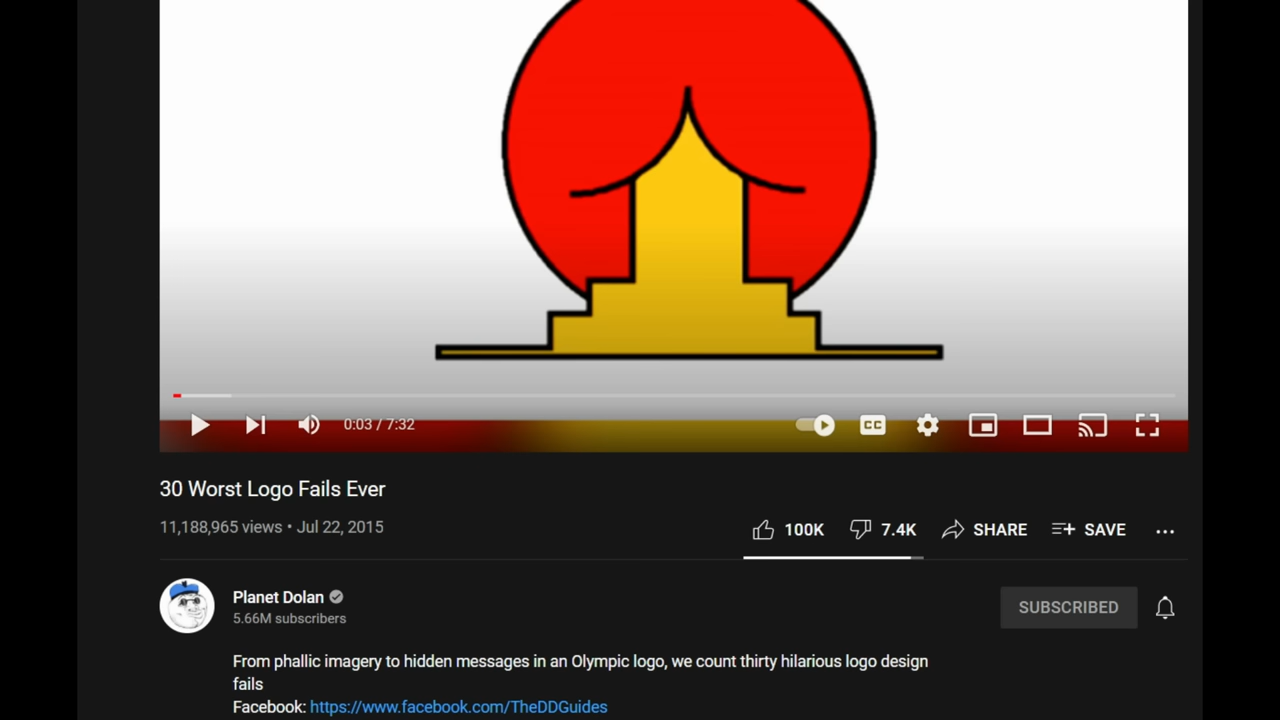 0:03 / 7:32
CC
30 Worst Logo Fails Ever
11,188,965 views • Jul 22, 2015
100K
7.4K
SHARE
SAVE
Planet Dolan
5.66M subscribers
SUBSCRIBED
From phallic imagery to hidden messages in an Olympic logo, we count thirty hilarious logo design
fails
Facebook: https://www.facebook.com/TheDDGuides